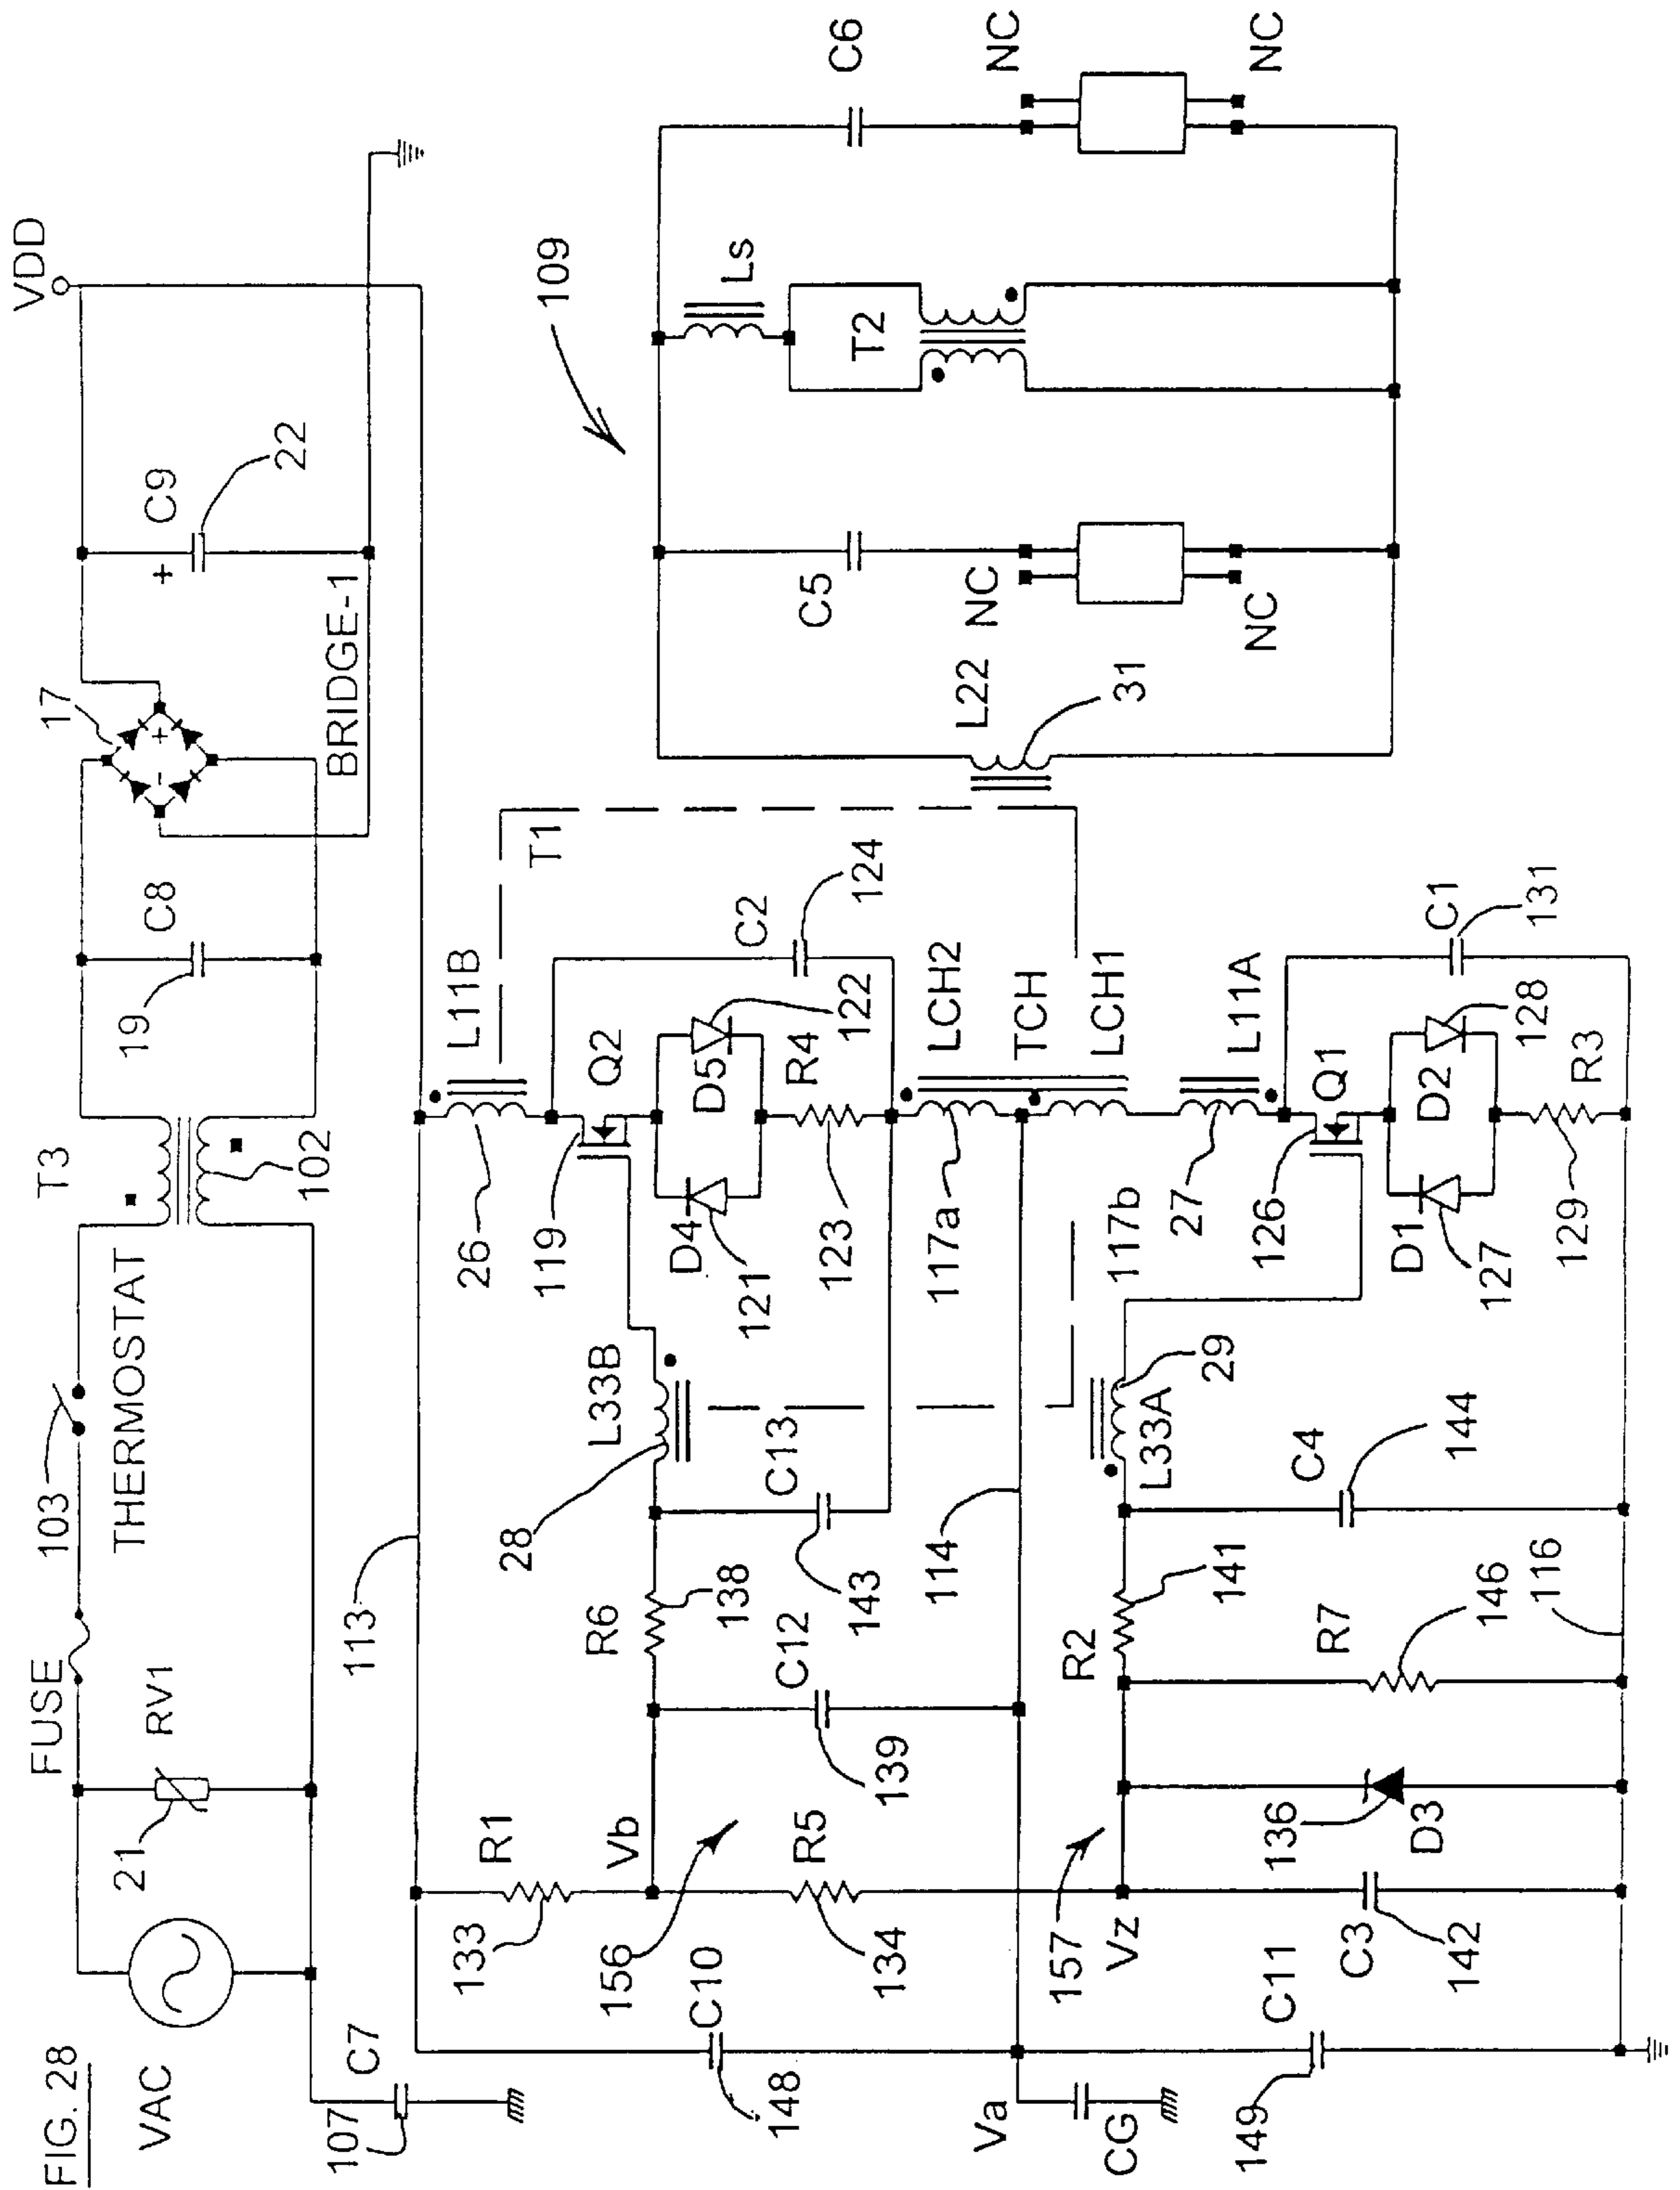 FIG. 28
VAC
107
C7
21
RV1
FUSE
103
THERMOSTAT
T3
102
19
C8
17
BRIDGE-1
+
-
+
C9
22
VDD
113
133
R1
Vb
156
C10
148
R5
134
Va
CG
149
C11
157
Vz
C3
142
136
D3
R6
138
C12
139
28
L33B
C13
143
114
R2
141
R7
146
116
C4
144
L33A
29
26
L11B
T1
119
Q2
D4
121
D5
122
R4
123
C2
124
117a
LCH2
TCH
LCH1
117b
27
L11A
126
Q1
D1
127
D2
128
129
R3
C1
131
109
L22
31
C5
NC
NC
T2
Ls
C6
NC
NC